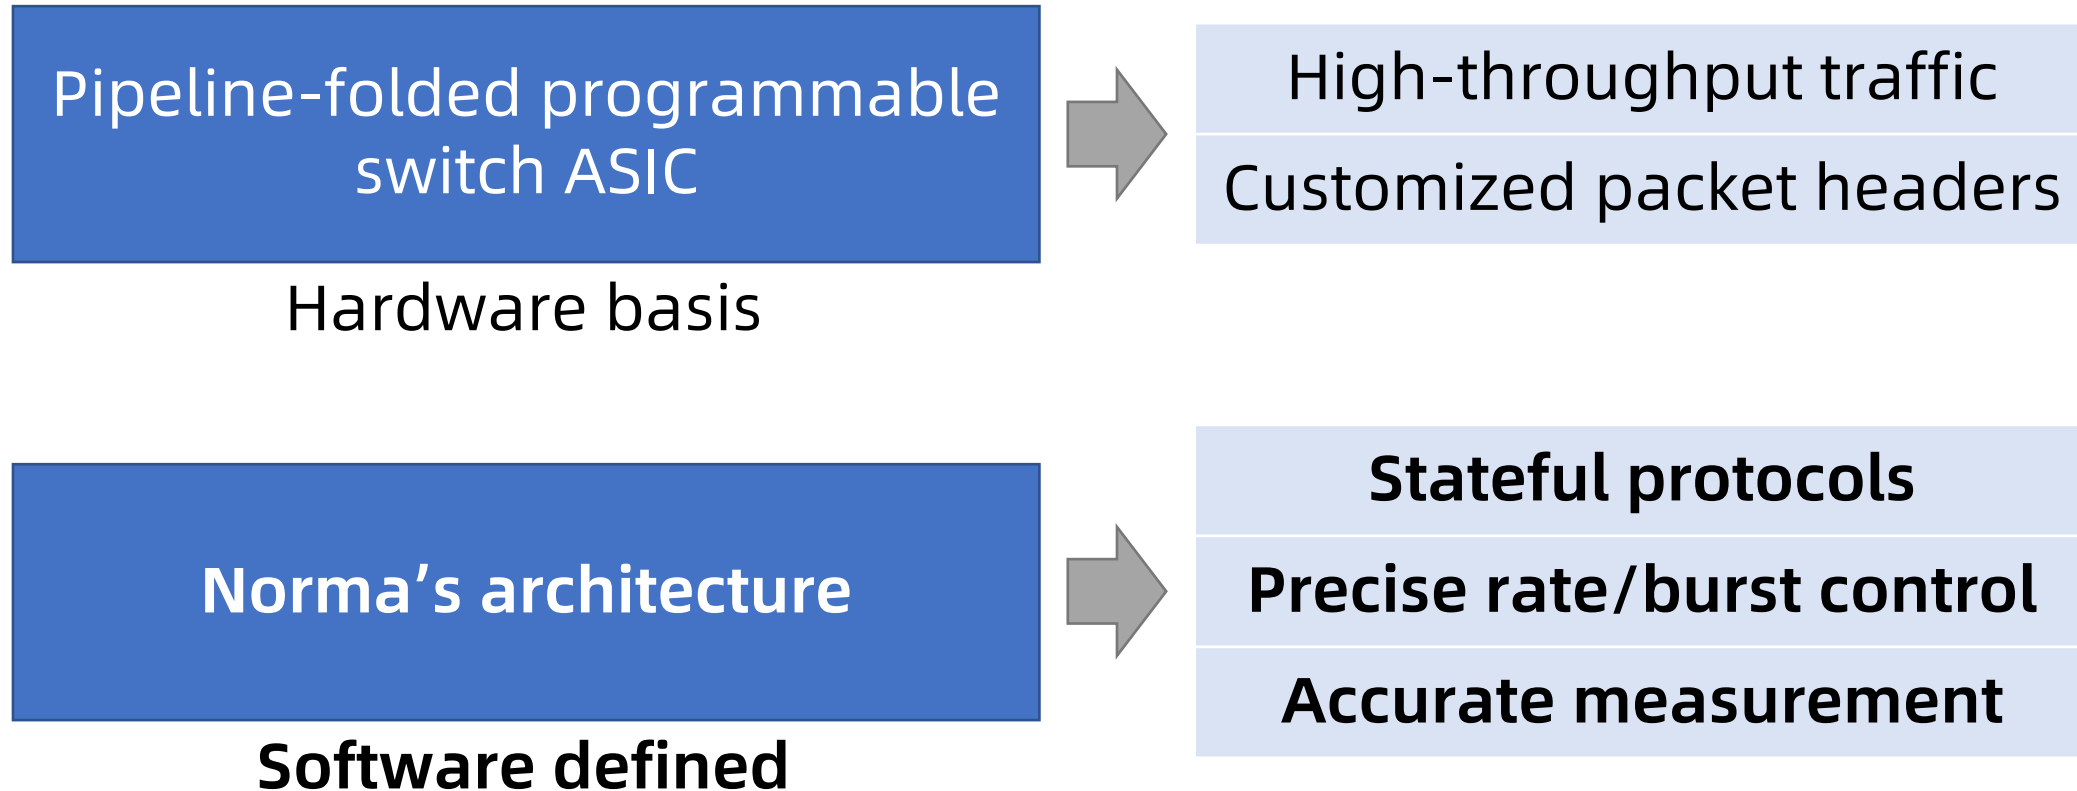 Pipeline-folded programmable
switch ASIC
Hardware basis
High-throughput traffic
Customized packet headers
Norma’s architecture
Software defined
Stateful protocols
Precise rate/burst control
Accurate measurement